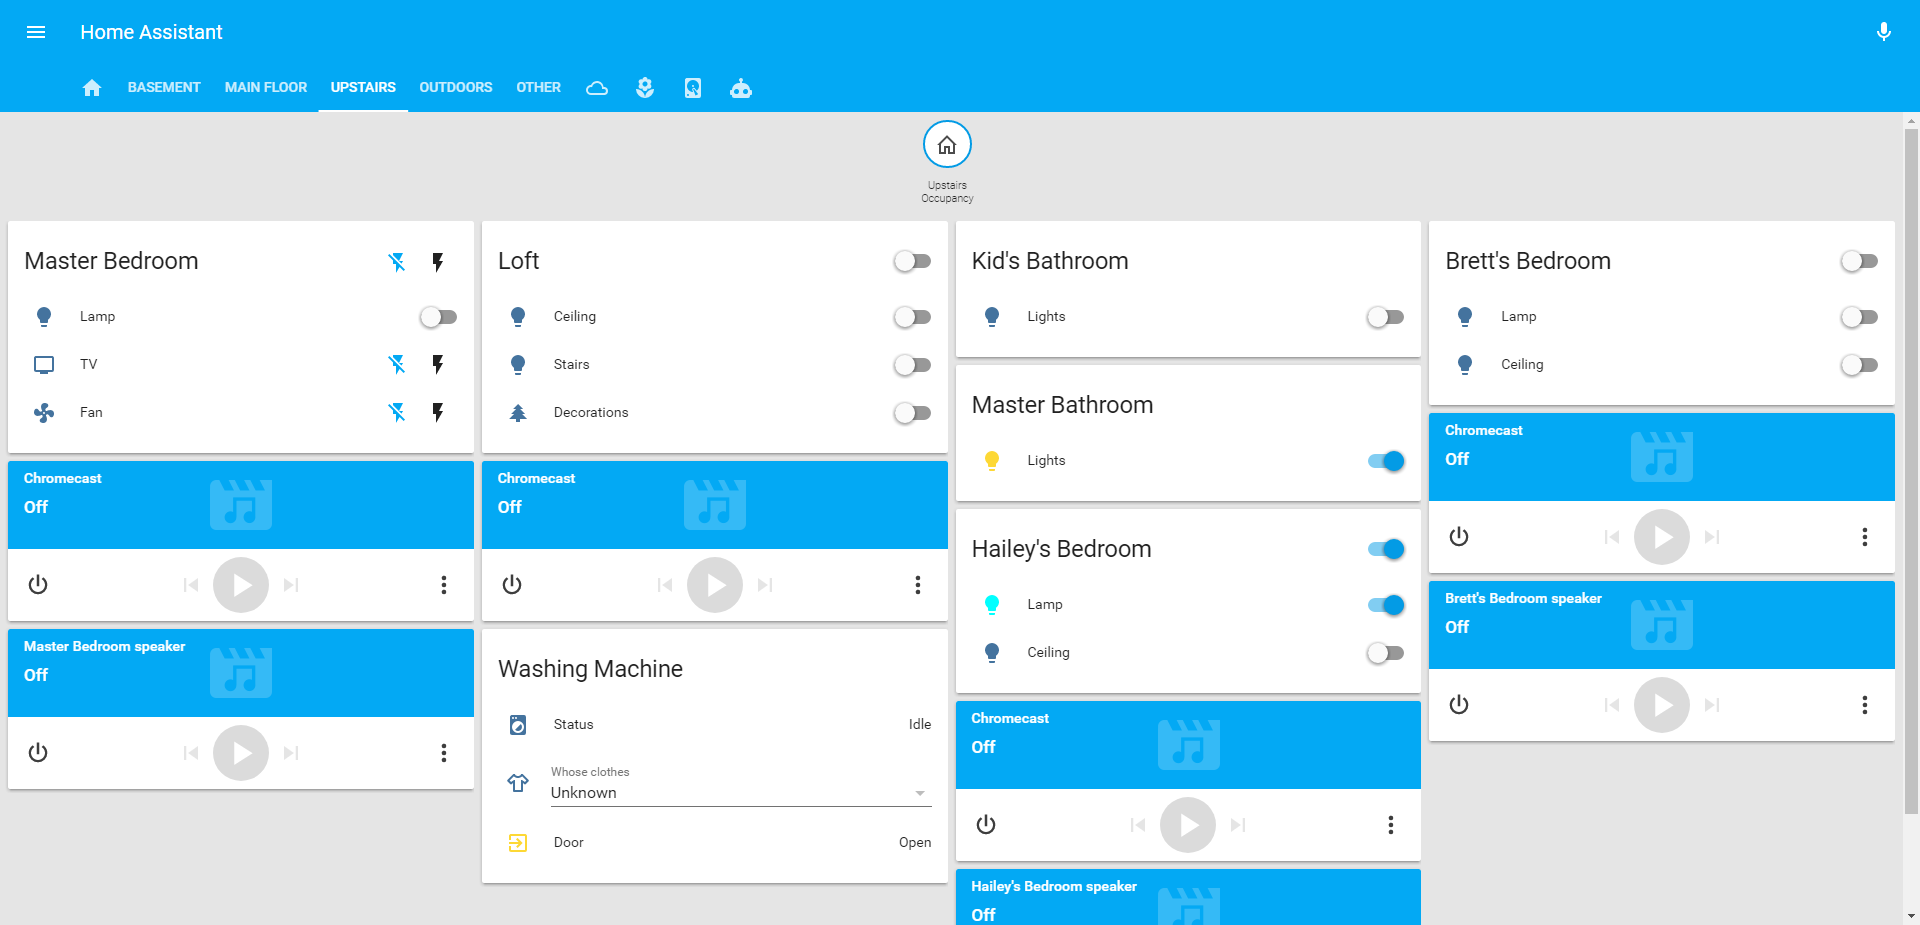 Home Assistant
BASEMENT
MAIN FLOOR
UPSTAIRS
OUTDOORS
OTHER
Upstairs
Occupancy
Master Bedroom
Lamp
TV
Fan
Chromecast
Off
Master Bedroom speaker
Off
Loft
Ceiling
Stairs
Decorations
Chromecast
Off
Washing Machine
Status Idle
Whose clothes
Unknown
Door Open
Kid's Bathroom
Lights
Master Bathroom
Lights
Hailey's Bedroom
Lamp
Ceiling
Chromecast
Off
Hailey's Bedroom speaker
Off
Brett's Bedroom
Lamp
Ceiling
Chromecast
Off
Brett's Bedroom speaker
Off